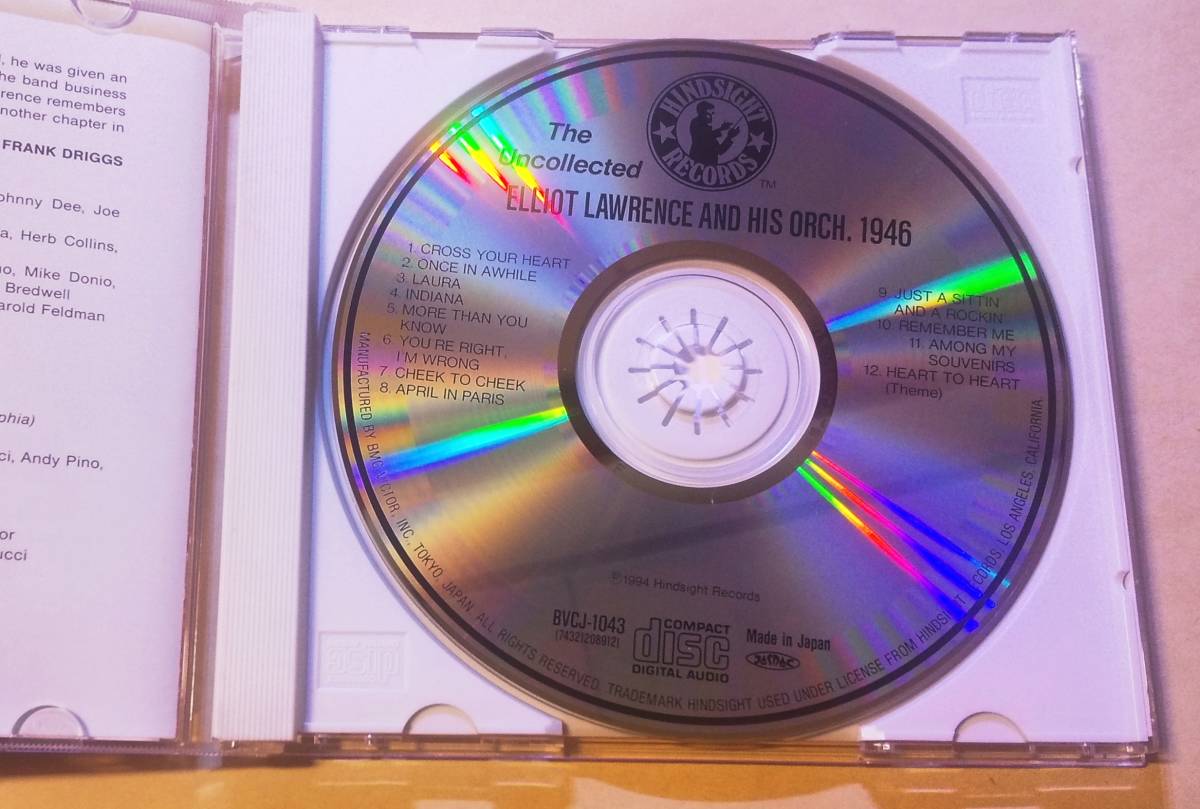 , he was given an
he band business
rence remembers
nother chapter in
FRANK DRIGGS
ohnny Dee, Joe
a, Herb Collins,
no, Mike Donio,
Bredwell
arold Feldman
phia)
ci, Andy Pino,
or
ucci
HINDSIGHT
RECORDS
TM
The
Uncollected
ELLIOT LAWRENCE AND HIS ORCH. 1946
1. CROSS YOUR HEART
2. ONCE IN AWHILE
3. LAURA
4. INDIANA
5. MORE THAN YOU
KNOW
6. YOU'RE RIGHT,
I'M WRONG
7. CHEEK TO CHEEK
8. APRIL IN PARIS
9. JUST A SITTIN
AND A ROCKIN
10. REMEMBER ME
11. AMONG MY
SOUVENIRS
12. HEART TO HEART
(Theme)
℗1994 Hindsight Records
BVCJ-1043
(74321208912)
COMPACT
disc
DIGITAL AUDIO
Made in Japan
MANUFACTURED BY BMG VICTOR, INC., TOKYO, JAPAN. ALL RIGHTS RESERVED. TRADEMARK HINDSIGHT USED UNDER LICENSE FROM HINDSIGHT RECORDS, LOS ANGELES, CALIFORNIA.